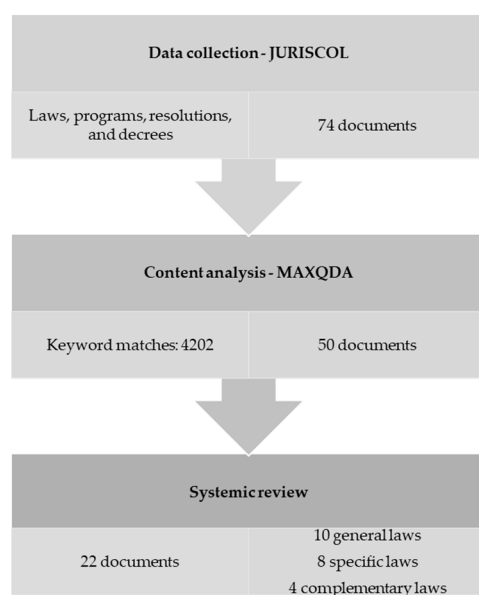 Data collection - JURISCOL
Laws, programs, resolutions,
and decrees
74 documents
Content analysis - MAXQDA
Keyword matches: 4202
50 documents
Systemic review
22 documents
10 general laws
8 specific laws
4 complementary laws